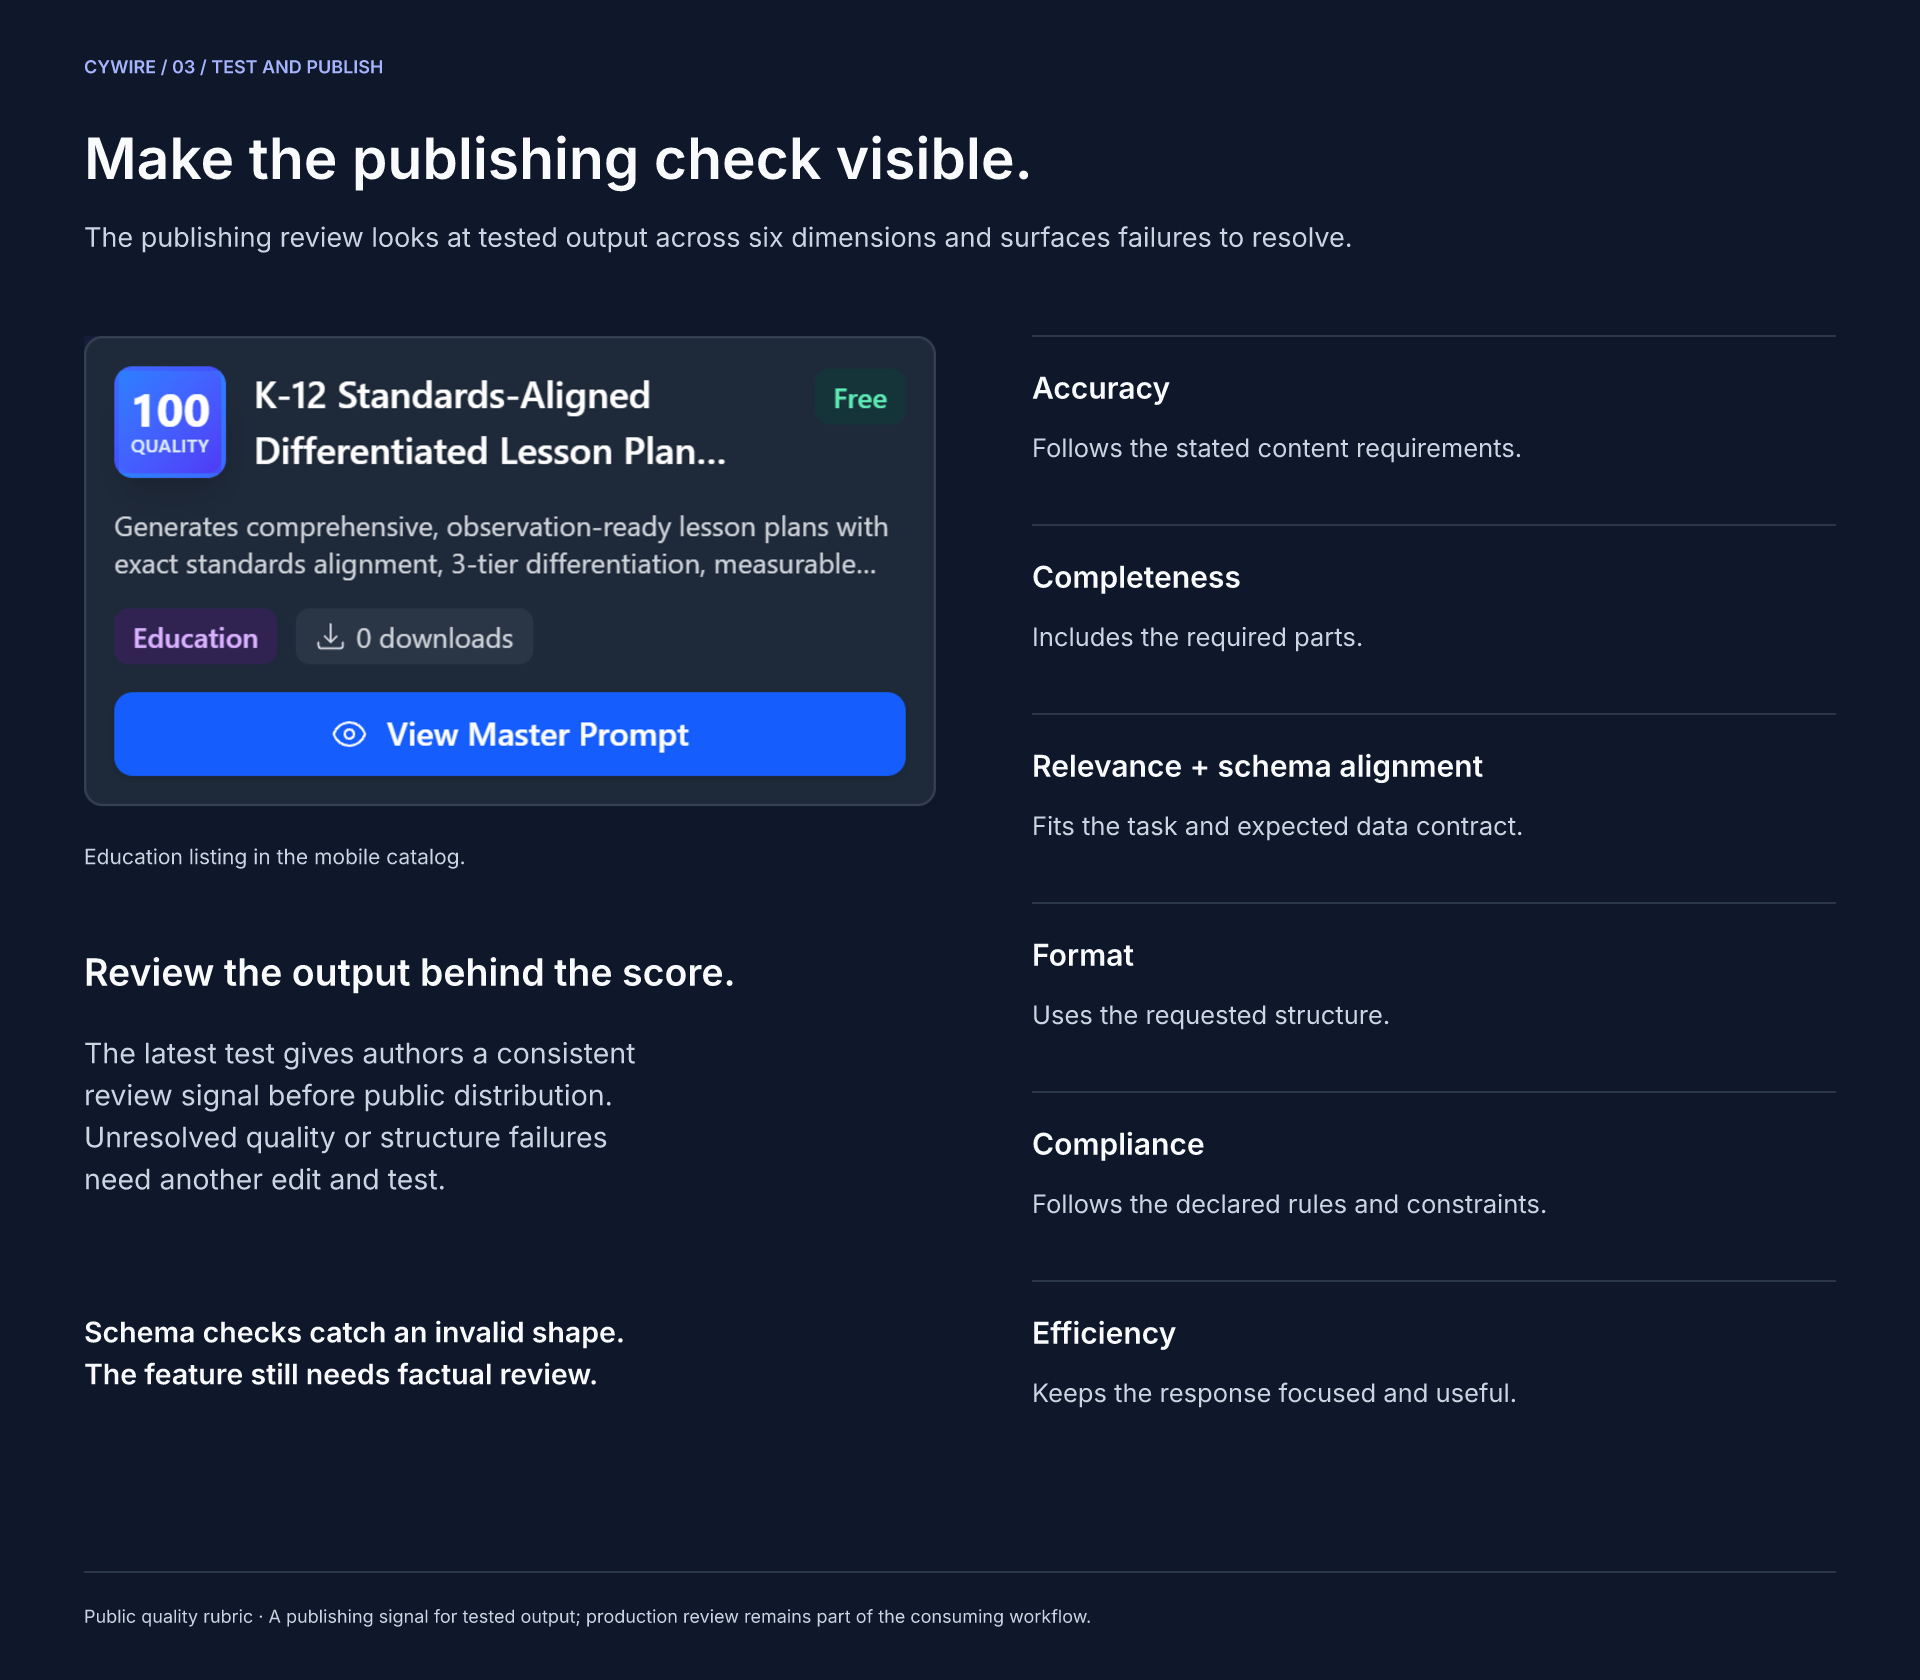 CYWIRE / 03 / TEST AND PUBLISH
Make the publishing check visible.
The publishing review looks at tested output across six dimensions and surfaces failures to resolve.
100
QUALITY
K-12 Standards-Aligned
Differentiated Lesson Plan...
Free
Generates comprehensive, observation-ready lesson plans with
exact standards alignment, 3-tier differentiation, measurable...
Education
0 downloads
View Master Prompt
Education listing in the mobile catalog.
Review the output behind the score.
The latest test gives authors a consistent
review signal before public distribution.
Unresolved quality or structure failures
need another edit and test.
Schema checks catch an invalid shape.
The feature still needs factual review.
Accuracy
Follows the stated content requirements.
Completeness
Includes the required parts.
Relevance + schema alignment
Fits the task and expected data contract.
Format
Uses the requested structure.
Compliance
Follows the declared rules and constraints.
Efficiency
Keeps the response focused and useful.
Public quality rubric · A publishing signal for tested output; production review remains part of the consuming workflow.